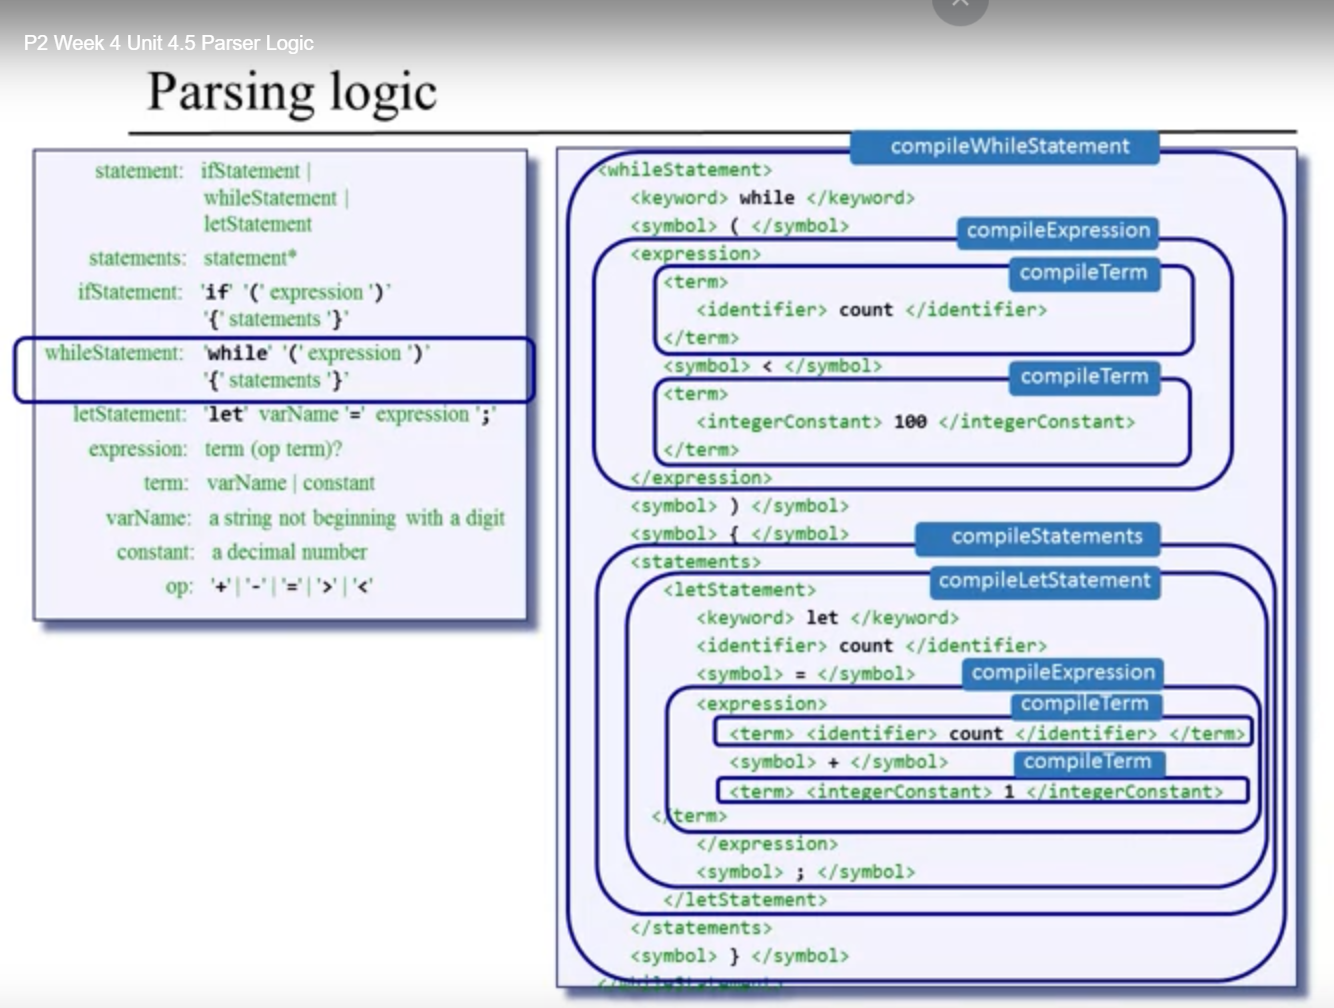 P2 Week 4 Unit 4.5 Parser Logic
Parsing logic
statement: ifStatement |
whileStatement |
letStatement
statements: statement*
ifStatement: 'if' '(' expression ')'
'{' statements '}'
whileStatement: 'while' '(' expression ')'
'{' statements '}'
letStatement: 'let' varName '=' expression ';'
expression: term (op term)?
term: varName | constant
varName: a string not beginning with a digit
constant: a decimal number
op: '+' | '-' | '=' | '>' | '<'
compileWhileStatement
<whileStatement>
<keyword> while </keyword>
<symbol> ( </symbol>
compileExpression
<expression>
compileTerm
<term>
<identifier> count </identifier>
</term>
<symbol> < </symbol>
compileTerm
<term>
<integerConstant> 100 </integerConstant>
</term>
</expression>
<symbol> ) </symbol>
<symbol> { </symbol>
compileStatements
<statements>
compileLetStatement
<letStatement>
<keyword> let </keyword>
<identifier> count </identifier>
<symbol> = </symbol>
compileExpression
<expression>
compileTerm
<term> <identifier> count </identifier> </term>
<symbol> + </symbol>
compileTerm
<term> <integerConstant> 1 </integerConstant>
</term>
</expression>
<symbol> ; </symbol>
</letStatement>
</statements>
<symbol> } </symbol>
</whileStatement>